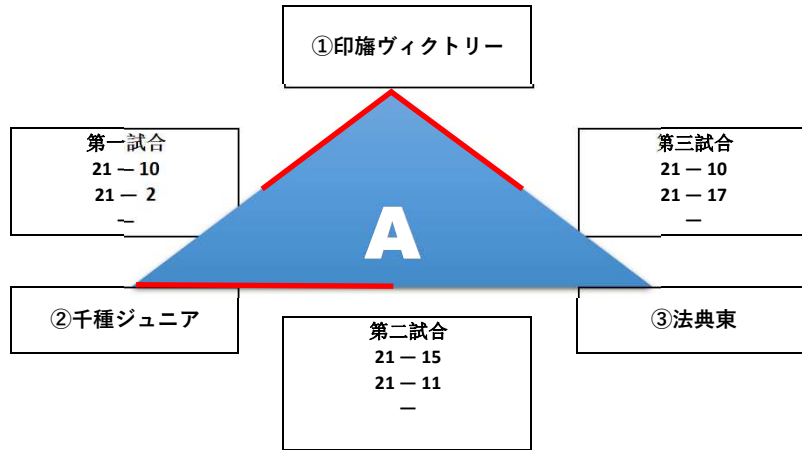 ①印旛ヴィクトリー
第一試合
21 — 10
21 — 2
—
第三試合
21 — 10
21 — 17
—
A
②千種ジュニア
③法典東
第二試合
21 — 15
21 — 11
—